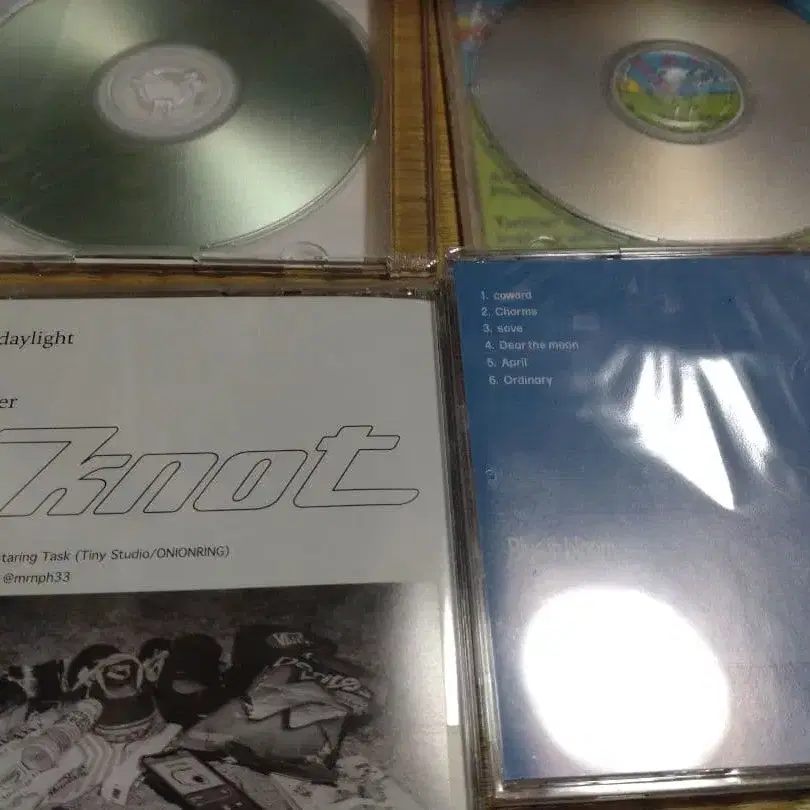 daylight
er
knot
taring Task (Tiny Studio/ONIONRING)
@mrnph33
1. coward
2. Charms
3. save
4. Dear the moon
5. April
6. Ordinary